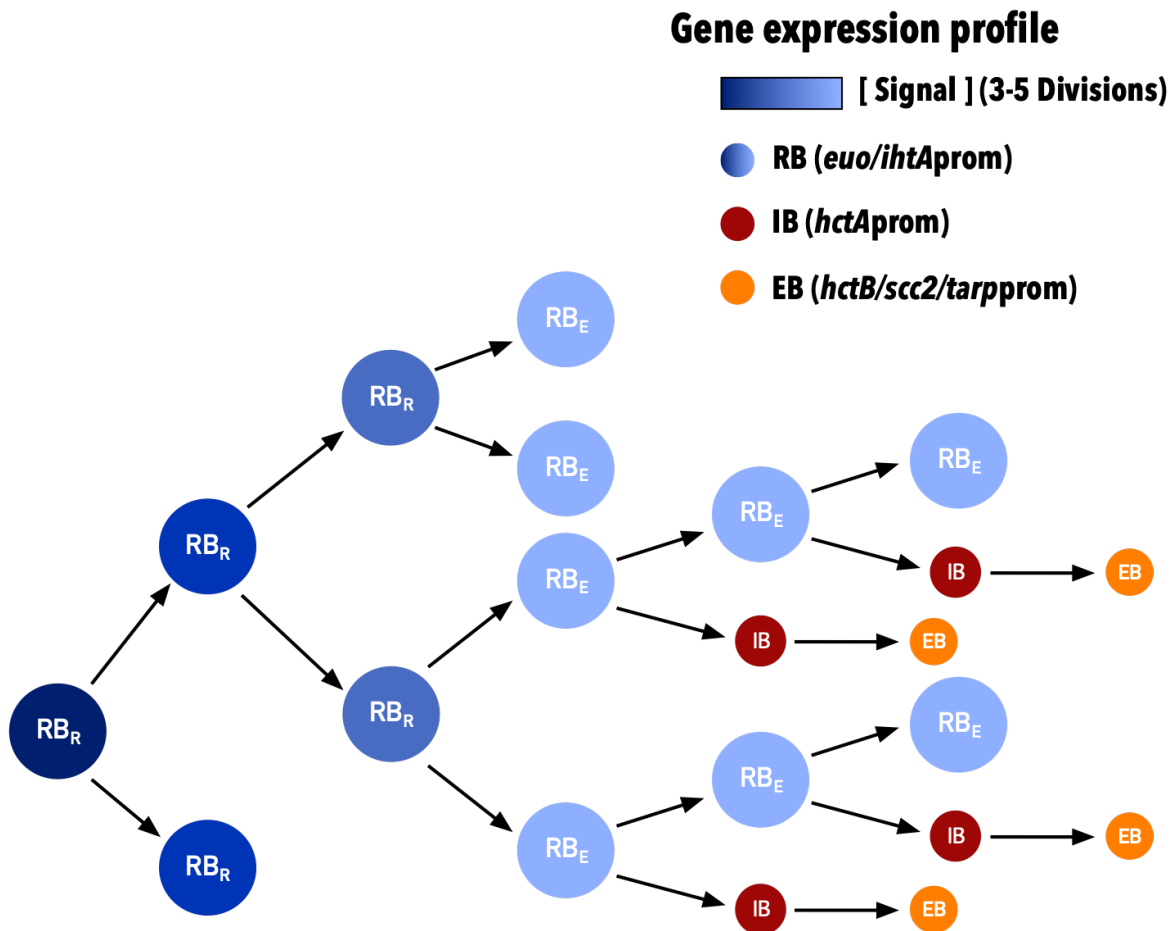 Gene expression profile
[ Signal ] (3-5 Divisions)
RB (euo/ihtAprom)
IB (hctAprom)
EB (hctB/scc2/tarpprom)
RBE
RBR
RBE
RBE
RBE
RBR
IB
EB
RBE
IB
EB
RBR
RBR
RBE
RBE
IB
EB
RBE
RBR
IB
EB